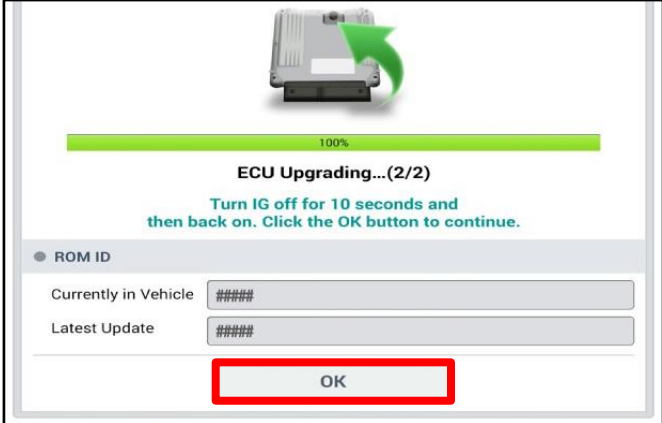 100%
ECU Upgrading...(2/2)
Turn IG off for 10 seconds and
then back on. Click the OK button to continue.
ROM ID
Currently in Vehicle #####
Latest Update #####
OK